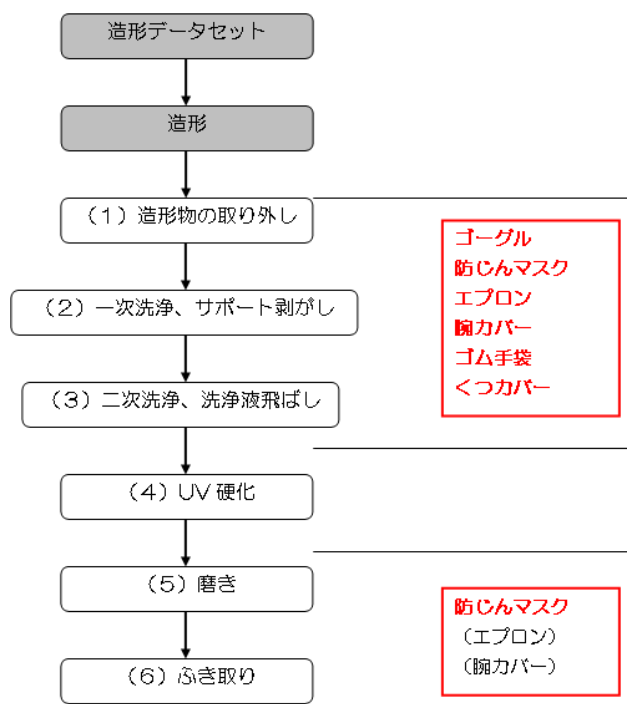 造形データセット
造形
（１）造形物の取り外し
（２）一次洗浄、サポート剥がし
（３）二次洗浄、洗浄液飛ばし
（４）UV硬化
（５）磨き
（６）ふき取り
ゴーグル
防じんマスク
エプロン
腕カバー
ゴム手袋
くつカバー
防じんマスク
（エプロン）
（腕カバー）